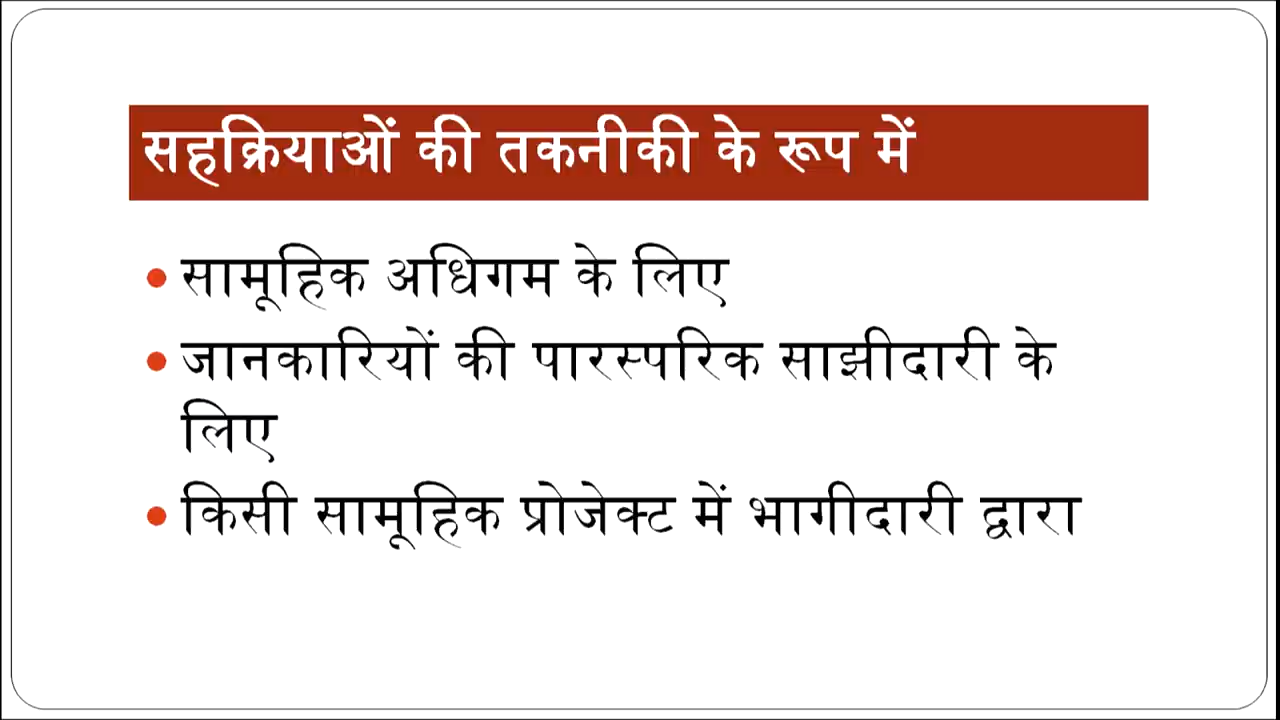 सहक्रियाओं की तकनीकी के रूप में
सामूहिक अधिगम के लिए
जानकारियों की पारस्परिक साझीदारी के
लिए
किसी सामूहिक प्रोजेक्ट में भागीदारी द्वारा